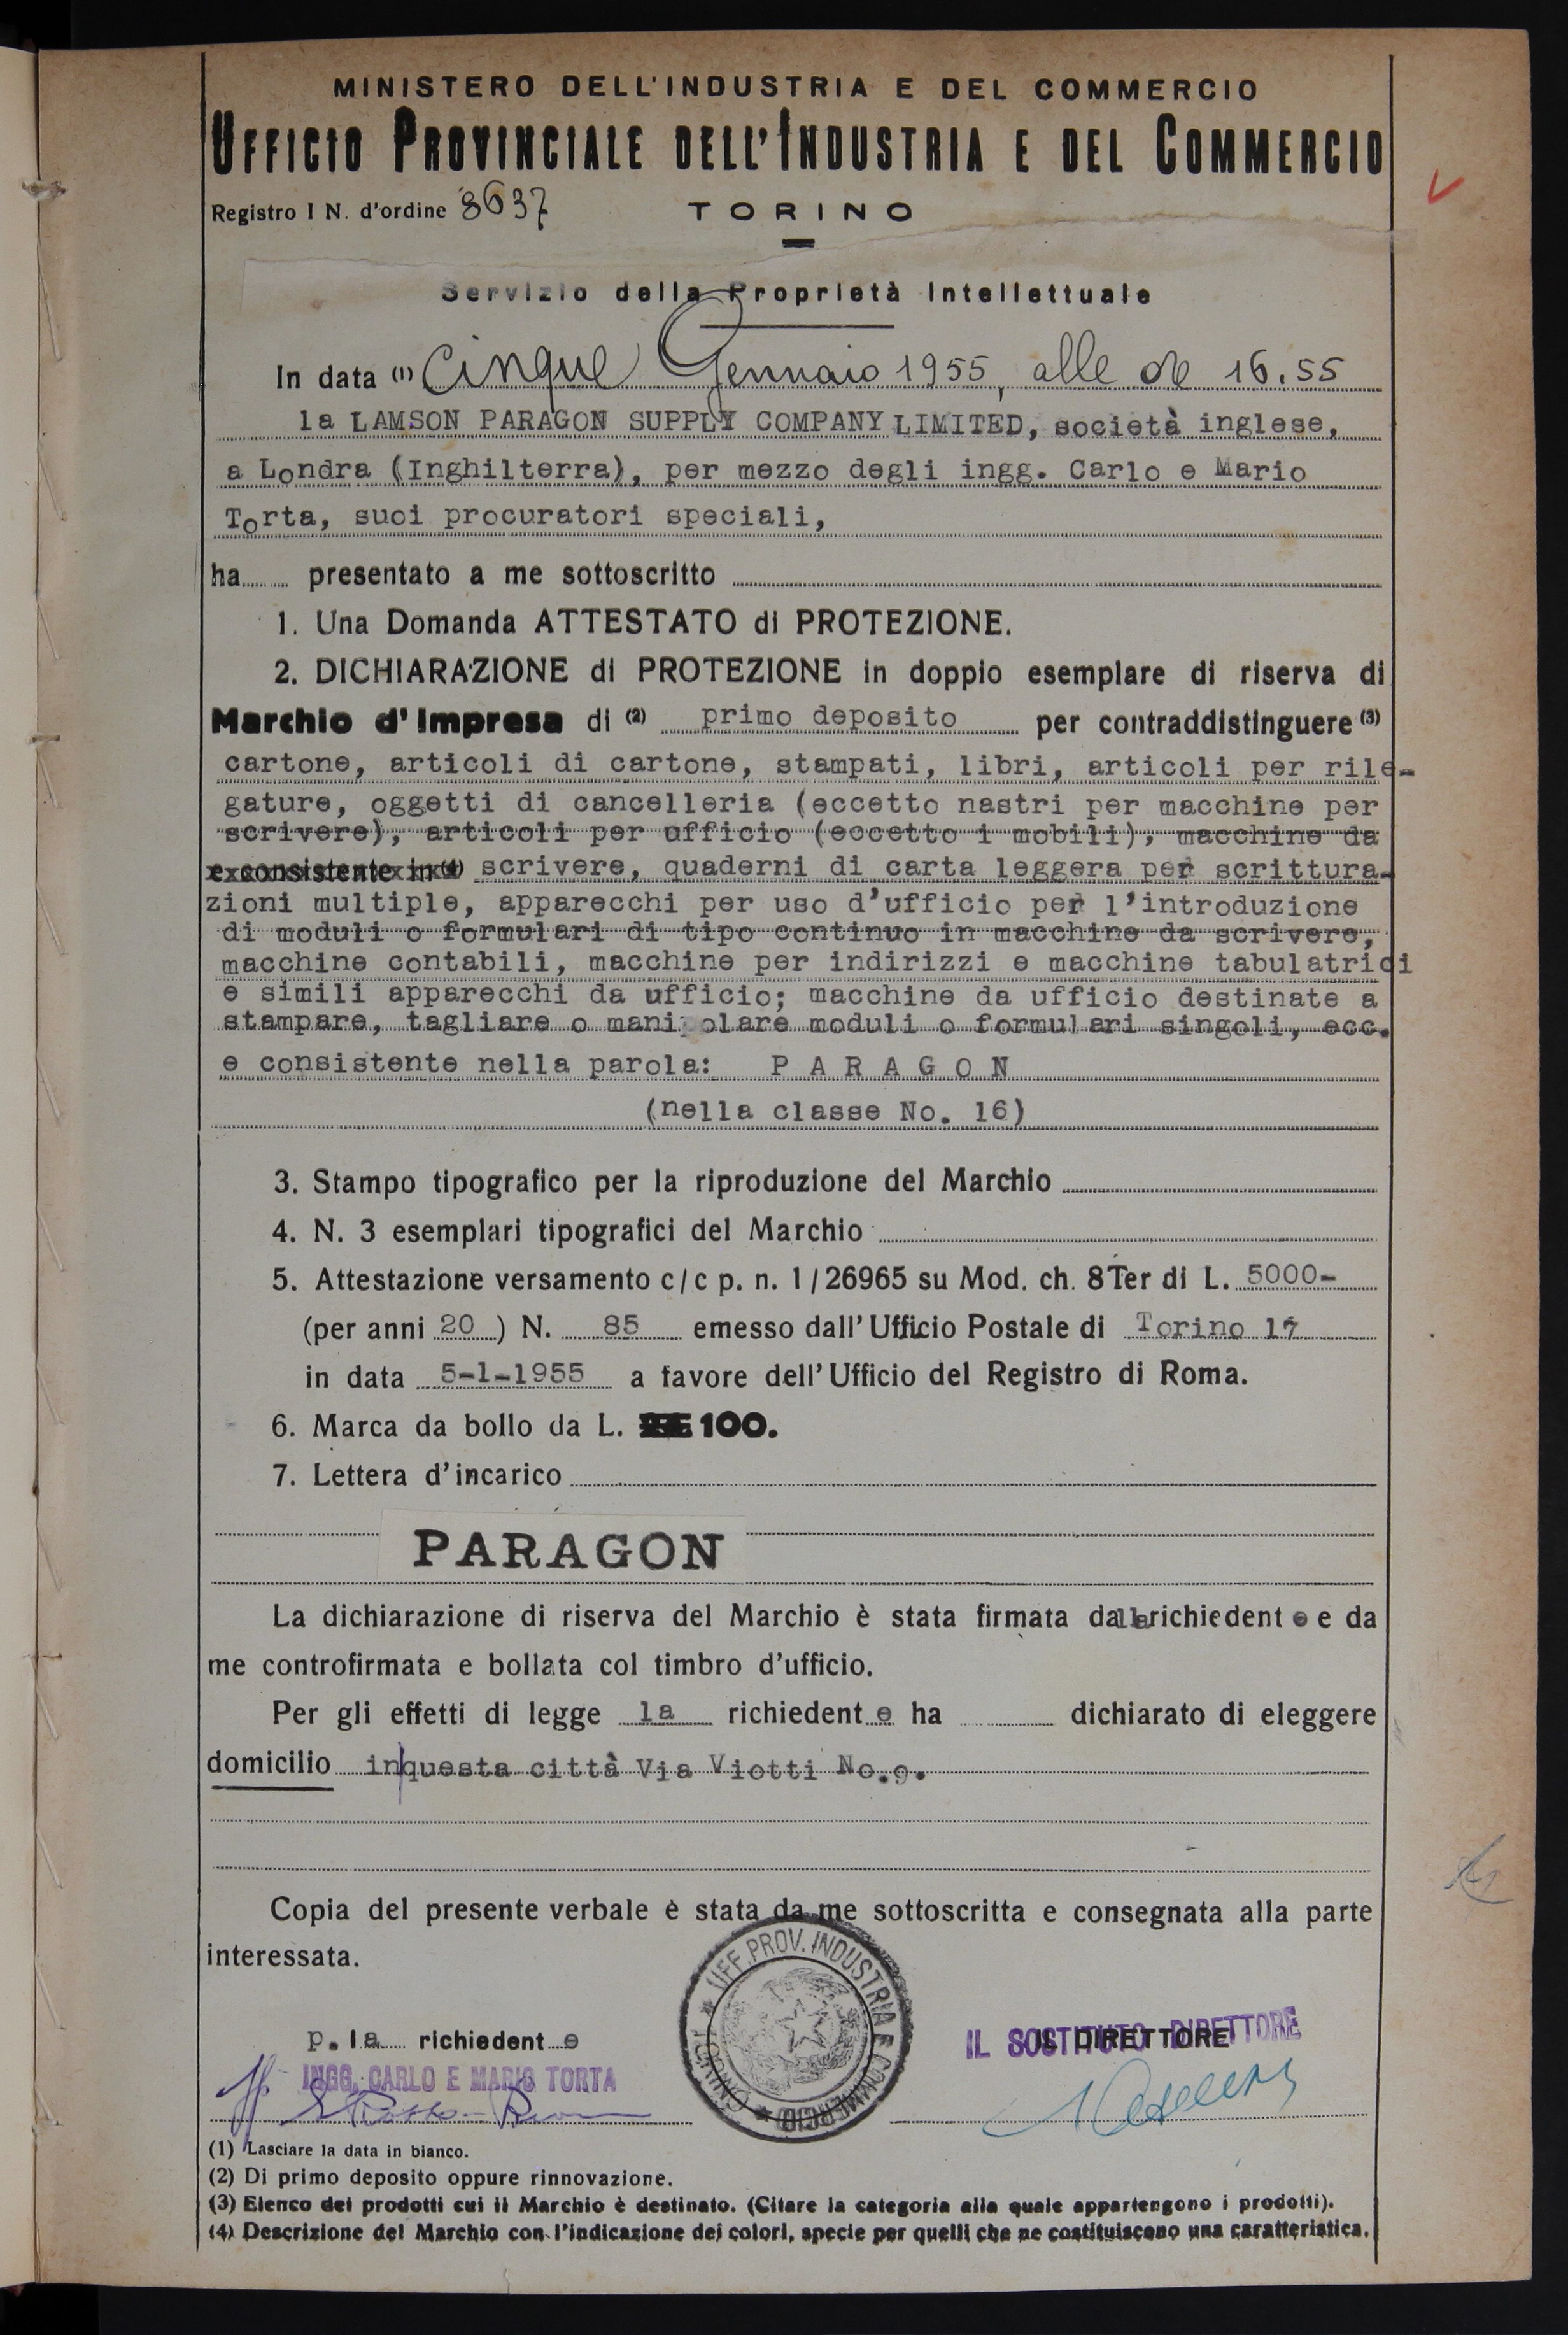 MINISTERO DELL'INDUSTRIA E DEL COMMERCIO
UFFICIO PROVINCIALE DELL'INDUSTRIA E DEL COMMERCIO
Registro I N. d'ordine 8637 TORINO
Servizio della Proprietà Intellettuale
In data (1) Cinque Gennaio 1955, alle ore 16.55
la LAMSON PARAGON SUPPLY COMPANY LIMITED, società inglese,
a Londra (Inghilterra), per mezzo degli ingg. Carlo e Mario
Torta, suoi procuratori speciali,
ha presentato a me sottoscritto
1. Una Domanda ATTESTATO di PROTEZIONE.
2. DICHIARAZIONE di PROTEZIONE in doppio esemplare di riserva di
Marchio d'Impresa di (2) primo deposito per contraddistinguere (3)
cartone, articoli di cartone, stampati, libri, articoli per rile-
gature, oggetti di cancelleria (eccetto nastri per macchine per
scrivere), articoli per ufficio (eccetto i mobili), macchine da
e consistente in (4) scrivere, quaderni di carta leggera per scrittura-
zioni multiple, apparecchi per uso d'ufficio per l'introduzione
di moduli o formulari di tipo continuo in macchine da scrivere,
macchine contabili, macchine per indirizzi e macchine tabulatrici
e simili apparecchi da ufficio; macchine da ufficio destinate a
stampare, tagliare o manipolare moduli o formulari singoli, ecc.
e consistente nella parola: PARAGON
(nella classe No. 16)
3. Stampo tipografico per la riproduzione del Marchio
4. N. 3 esemplari tipografici del Marchio
5. Attestazione versamento c/c p. n. 1/26965 su Mod. ch. 8 Ter di L. 5000-
(per anni 20) N. 85 emesso dall'Ufficio Postale di Torino 17
in data 5-1-1955 a favore dell'Ufficio del Registro di Roma.
6. Marca da bollo da L. 100.
7. Lettera d'incarico
PARAGON
La dichiarazione di riserva del Marchio è stata firmata dalla richiedente e da
me controfirmata e bollata col timbro d'ufficio.
Per gli effetti di legge la richiedente ha dichiarato di eleggere
domicilio in questa città Via Viotti No.9.
Copia del presente verbale è stata da me sottoscritta e consegnata alla parte
interessata.
UFF. PROV. INDUSTRIA E COMMERCIO * TORINO *
p. la richiedente
IL DIRETTORE
IL SOSTITUTO DIRETTORE
INGG. CARLO E MARIO TORTA
(1) Lasciare la data in bianco.
(2) Di primo deposito oppure rinnovazione.
(3) Elenco dei prodotti cui il Marchio è destinato. (Citare la categoria alla quale appartengono i prodotti).
(4) Descrizione del Marchio con l'indicazione dei colori, specie per quelli che ne costituiscono una caratteristica.